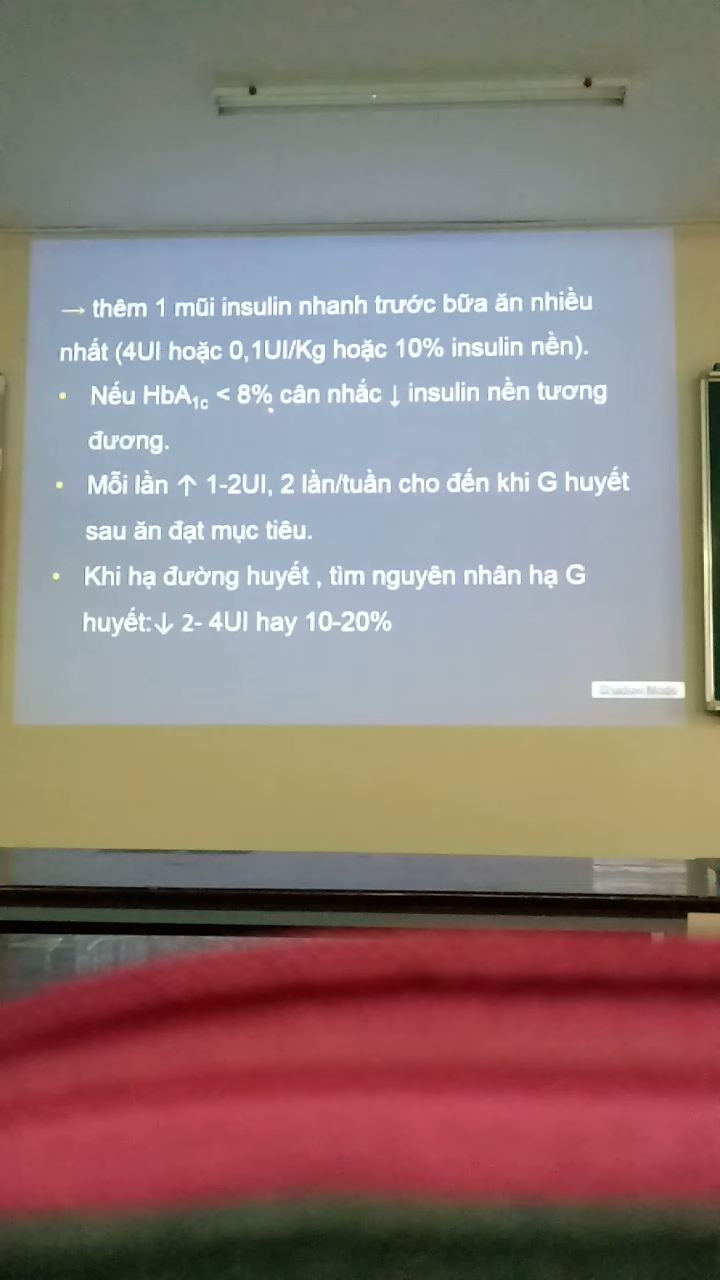 → thêm 1 mũi insulin nhanh trước bữa ăn nhiều
nhất (4UI hoặc 0,1UI/Kg hoặc 10% insulin nền).
• Nếu HbA₁c < 8% cân nhắc ↓ insulin nền tương
đương.
• Mỗi lần ↑ 1-2UI, 2 lần/tuần cho đến khi G huyết
sau ăn đạt mục tiêu.
• Khi hạ đường huyết , tìm nguyên nhân hạ G
huyết:↓ 2- 4UI hay 10-20%
Shadow Mode